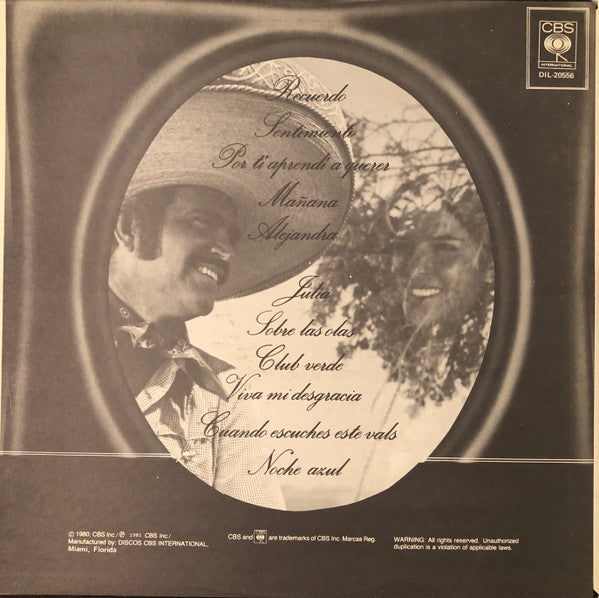 CBS
INTERNATIONAL
DIL-20556
Recuerdo
Sentimiento
Por ti aprendi a querer
Mañana
Alejandra
Julia
Sobre las olas
Club verde
Viva mi desgracia
Cuando escuches este vals
Noche azul
© 1980, CBS Inc./ ℗ 1981 CBS Inc./
Manufactured by: DISCOS CBS INTERNATIONAL,
Miami, Florida
CBS and are trademarks of CBS Inc. Marcas Reg.
WARNING: All rights reserved. Unauthorized
duplication is a violation of applicable laws.